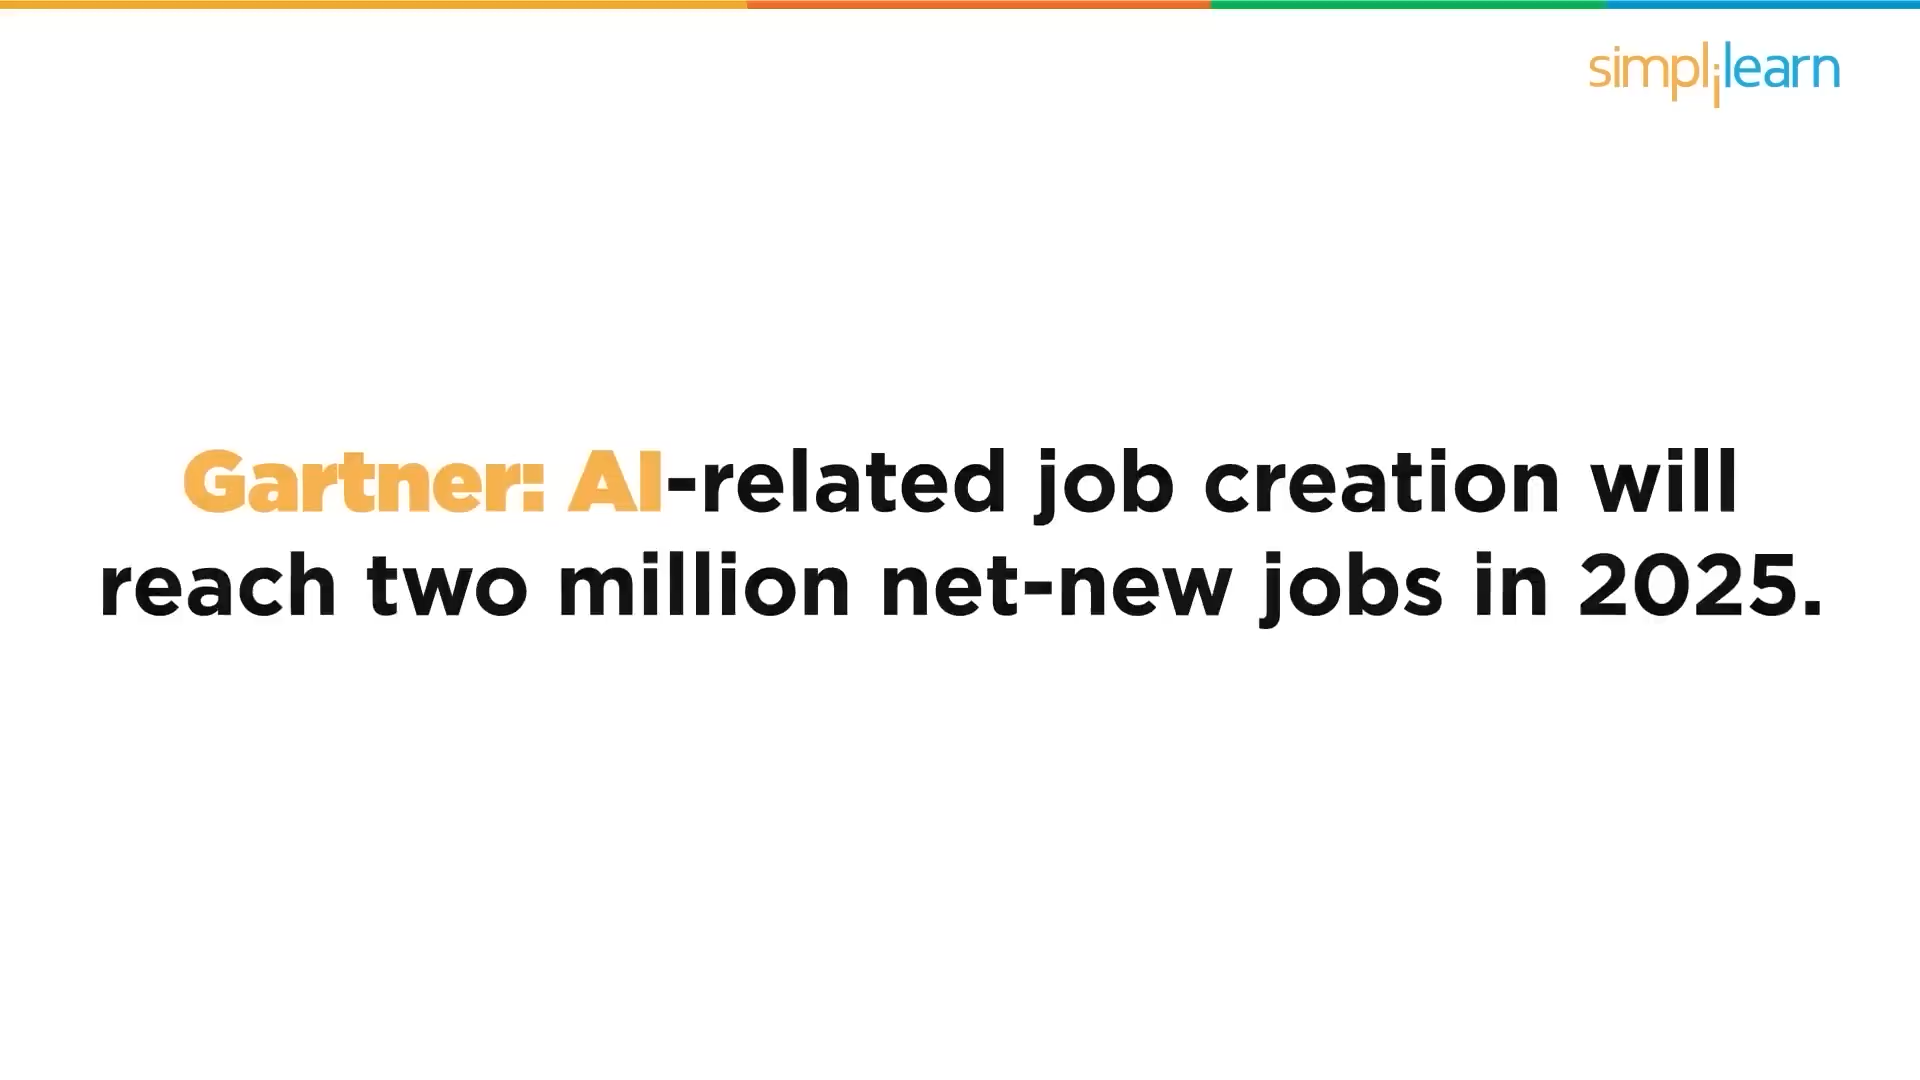 simplilearn
Gartner: AI-related job creation will
reach two million net-new jobs in 2025.